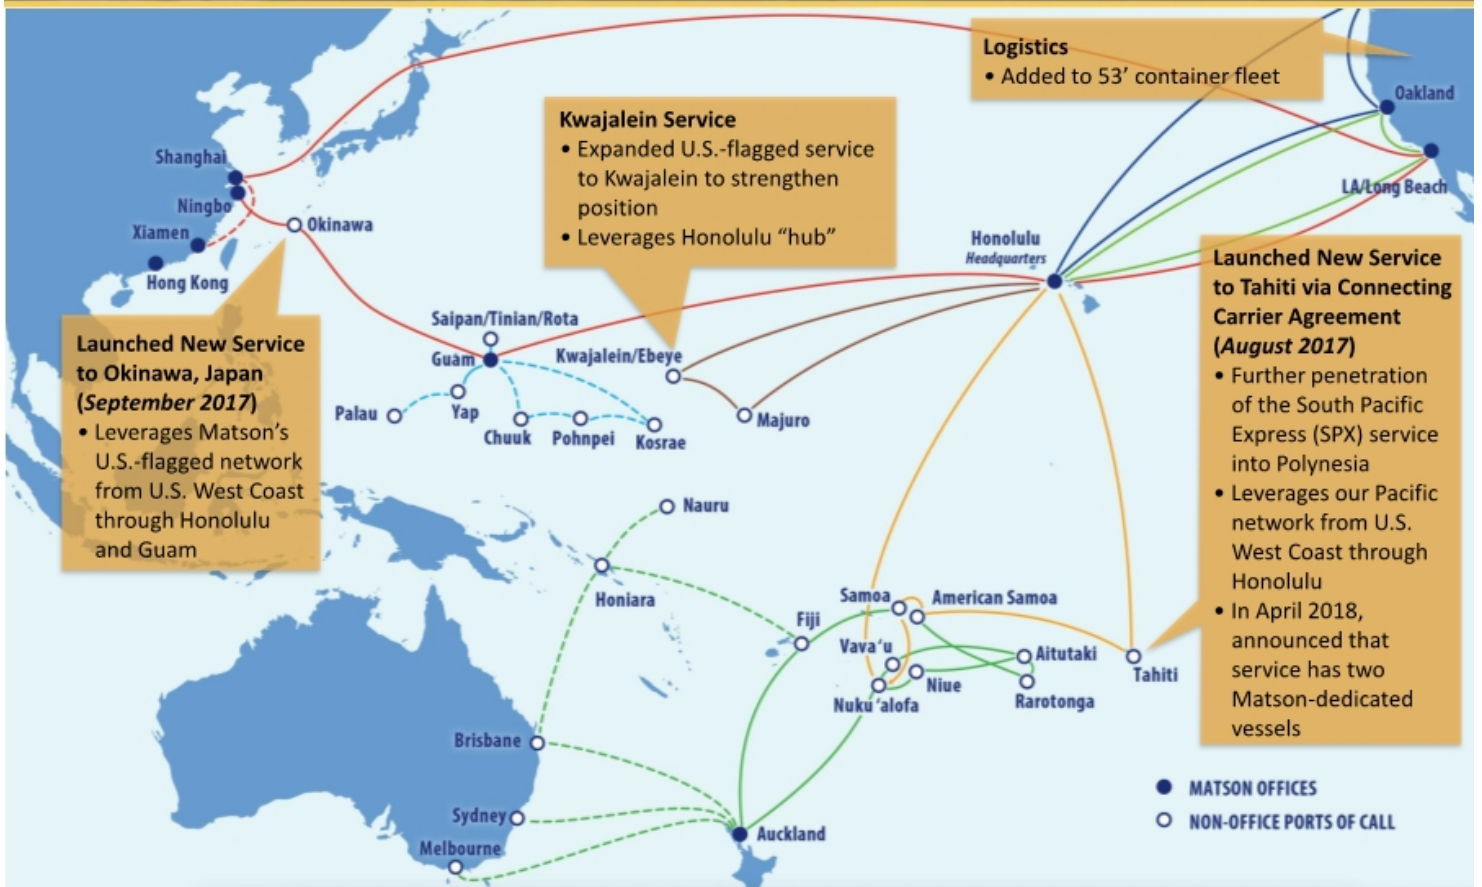 Logistics
• Added to 53’ container fleet
Oakland
LA/Long Beach
Kwajalein Service
• Expanded U.S.-flagged service
to Kwajalein to strengthen
position
• Leverages Honolulu “hub”
Shanghai
Ningbo
Okinawa
Xiamen
Hong Kong
Honolulu
Headquarters
Launched New Service
to Tahiti via Connecting
Carrier Agreement
(August 2017)
• Further penetration
of the South Pacific
Express (SPX) service
into Polynesia
• Leverages our Pacific
network from U.S.
West Coast through
Honolulu
• In April 2018,
announced that
service has two
Matson-dedicated
vessels
Launched New Service
to Okinawa, Japan
(September 2017)
• Leverages Matson’s
U.S.-flagged network
from U.S. West Coast
through Honolulu
and Guam
Saipan/Tinian/Rota
Guam
Kwajalein/Ebeye
Palau
Yap
Chuuk
Pohnpei
Kosrae
Majuro
Nauru
Honiara
Fiji
Samoa
American Samoa
Vava‘u
Niue
Nuku‘alofa
Aitutaki
Rarotonga
Tahiti
Brisbane
Sydney
Melbourne
Auckland
MATSON OFFICES
NON-OFFICE PORTS OF CALL